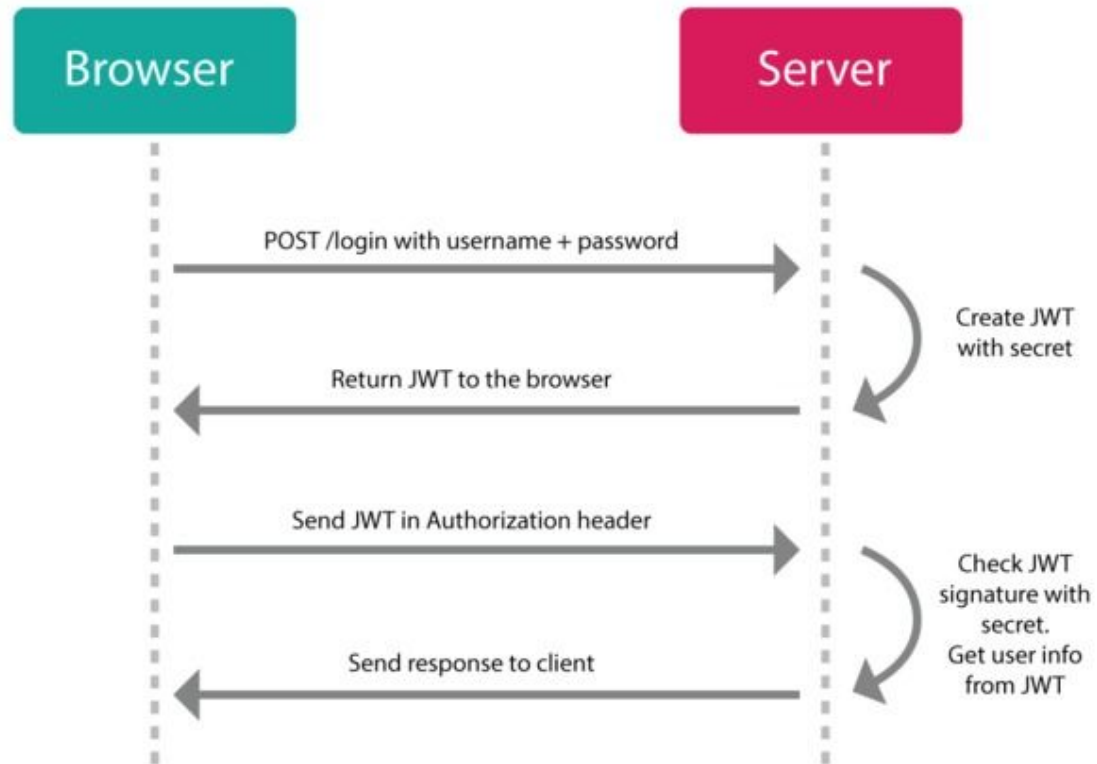 Browser
Server
POST /login with username + password
Create JWT
with secret
Return JWT to the browser
Send JWT in Authorization header
Check JWT
signature with
secret.
Get user info
from JWT
Send response to client